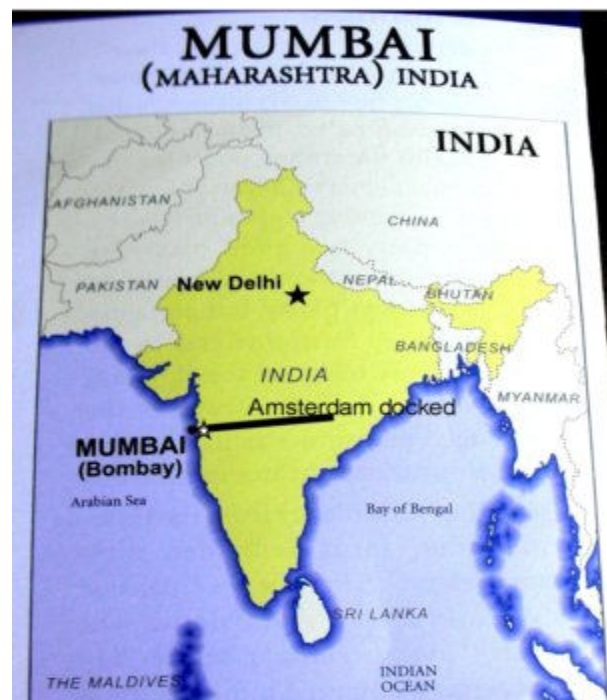 MUMBAI
(MAHARASHTRA) INDIA
INDIA
AFGHANISTAN
CHINA
PAKISTAN
New Delhi
NEPAL
BHUTAN
BANGLADESH
INDIA
MYANMAR
Amsterdam docked
MUMBAI
(Bombay)
Arabian Sea
Bay of Bengal
SRI LANKA
THE MALDIVES
INDIAN
OCEAN